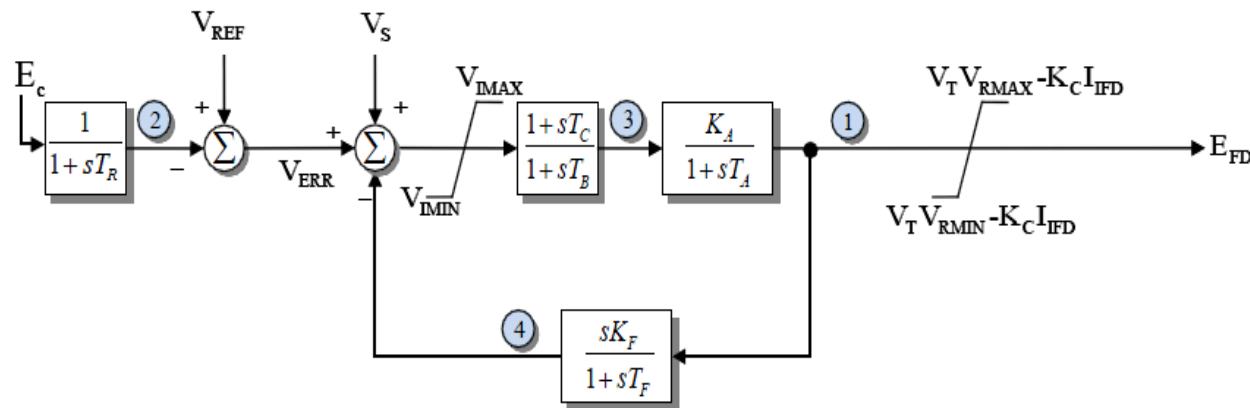 V_REF
V_S
E_c
V_IMAX
V_T V_RMAX-K_C I_IFD
1
1+sT_R
2
+
−
Σ
V_ERR
+
+
−
Σ
V_IMIN
1+sT_C
1+sT_B
3
K_A
1+sT_A
1
E_FD
V_T V_RMIN-K_C I_IFD
4
sK_F
1+sT_F